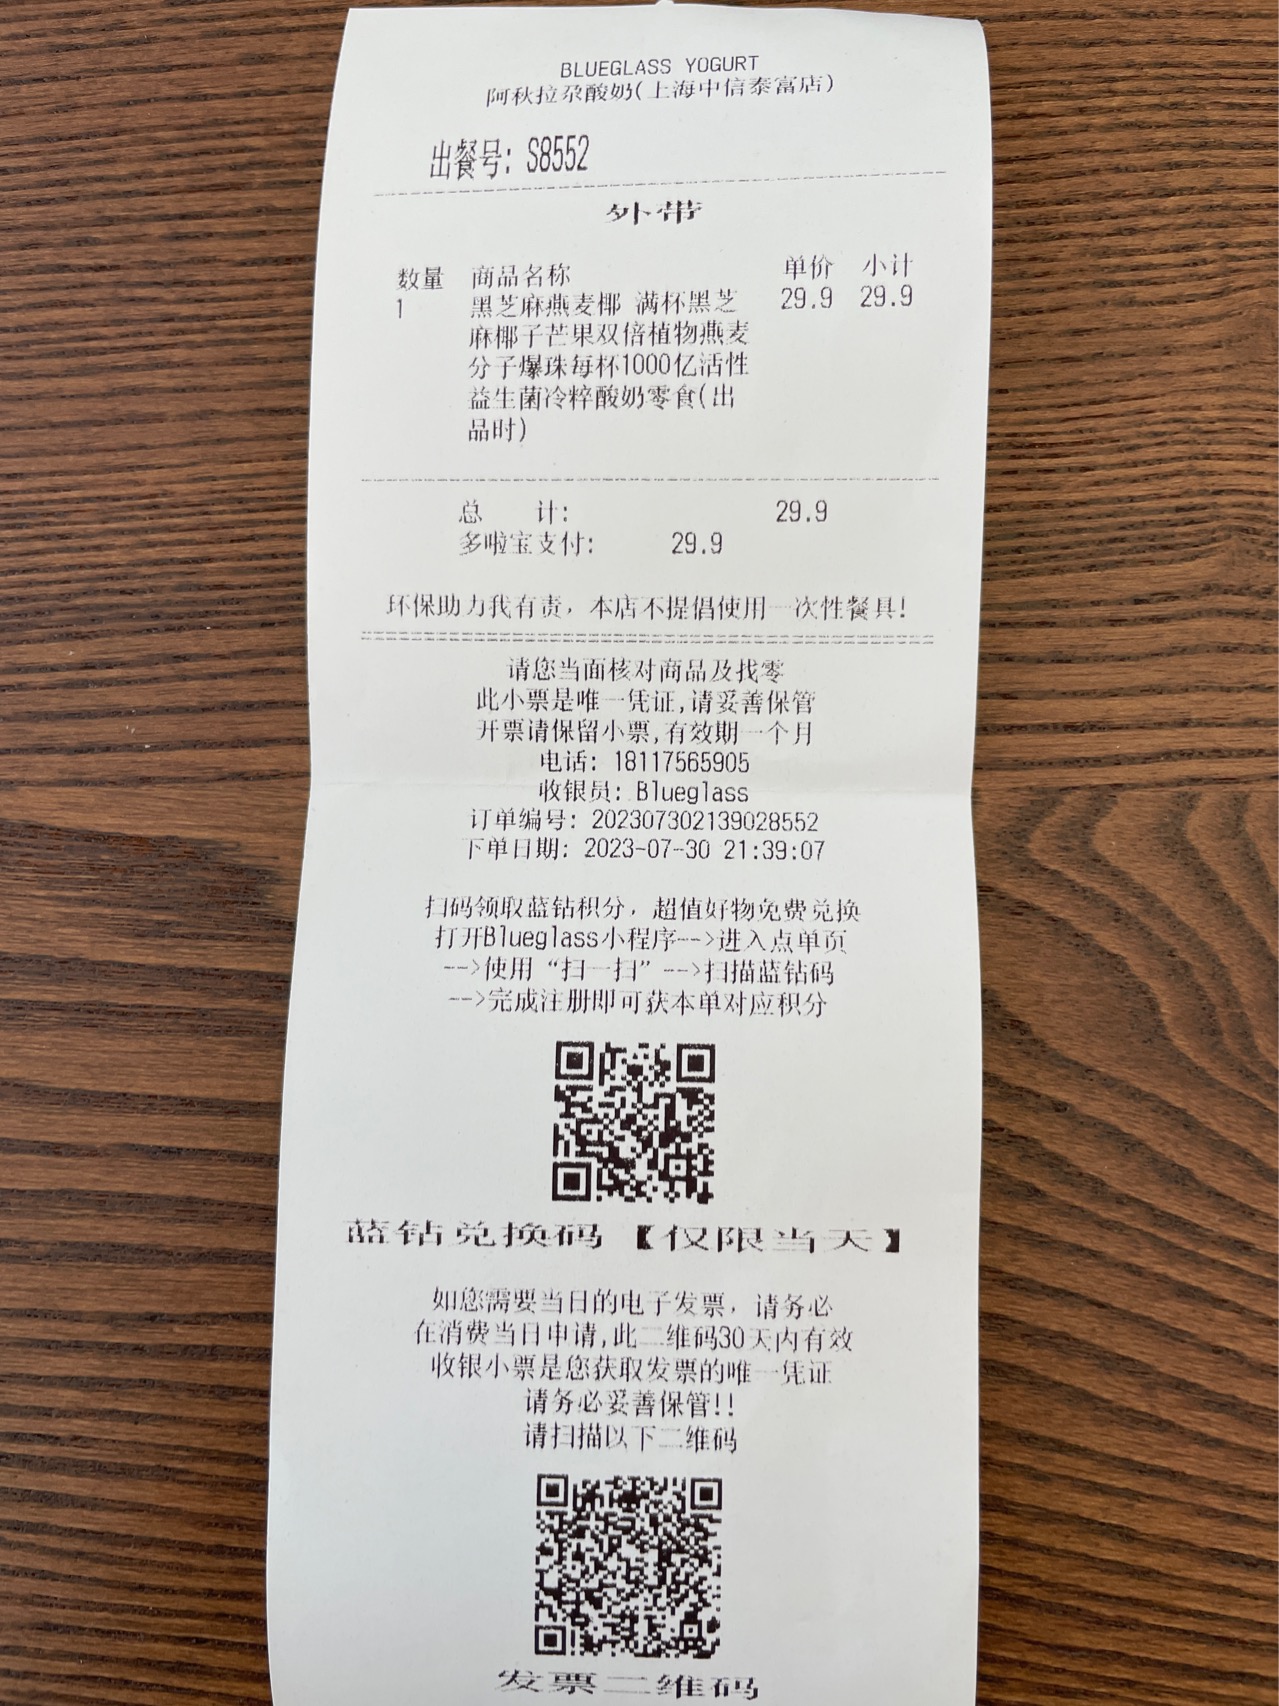 BLUEGLASS YOGURT
阿秋拉尕酸奶(上海中信泰富店)
出餐号: S8552
外带
数量 商品名称 单价 小计
1 黑芝麻燕麦椰 满杯黑芝 29.9 29.9
麻椰子芒果双倍植物燕麦
分子爆珠每杯1000亿活性
益生菌冷粹酸奶零食(出
品时)
总 计: 29.9
多啦宝支付: 29.9
环保助力我有责，本店不提倡使用一次性餐具!
请您当面核对商品及找零
此小票是唯一凭证,请妥善保管
开票请保留小票,有效期一个月
电话: 18117565905
收银员: Blueglass
订单编号: 202307302139028552
下单日期: 2023-07-30 21:39:07
扫码领取蓝钻积分，超值好物免费兑换
打开Blueglass小程序-->进入点单页
-->使用“扫一扫”-->扫描蓝钻码
-->完成注册即可获本单对应积分
蓝钻兑换码【仅限当天】
如您需要当日的电子发票，请务必
在消费当日申请,此二维码30天内有效
收银小票是您获取发票的唯一凭证
请务必妥善保管!!
请扫描以下二维码
发票二维码